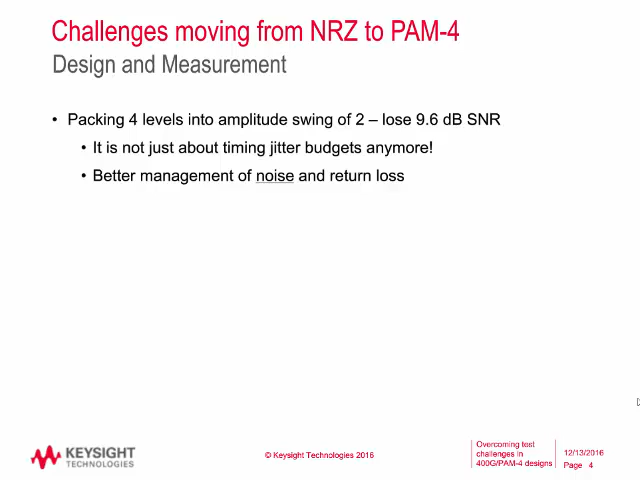 Challenges moving from NRZ to PAM-4
Design and Measurement
• Packing 4 levels into amplitude swing of 2 – lose 9.6 dB SNR
• It is not just about timing jitter budgets anymore!
• Better management of noise and return loss
KEYSIGHT
TECHNOLOGIES
© Keysight Technologies 2016
Overcoming test
challenges in
400G/PAM-4 designs
12/13/2016
Page 4